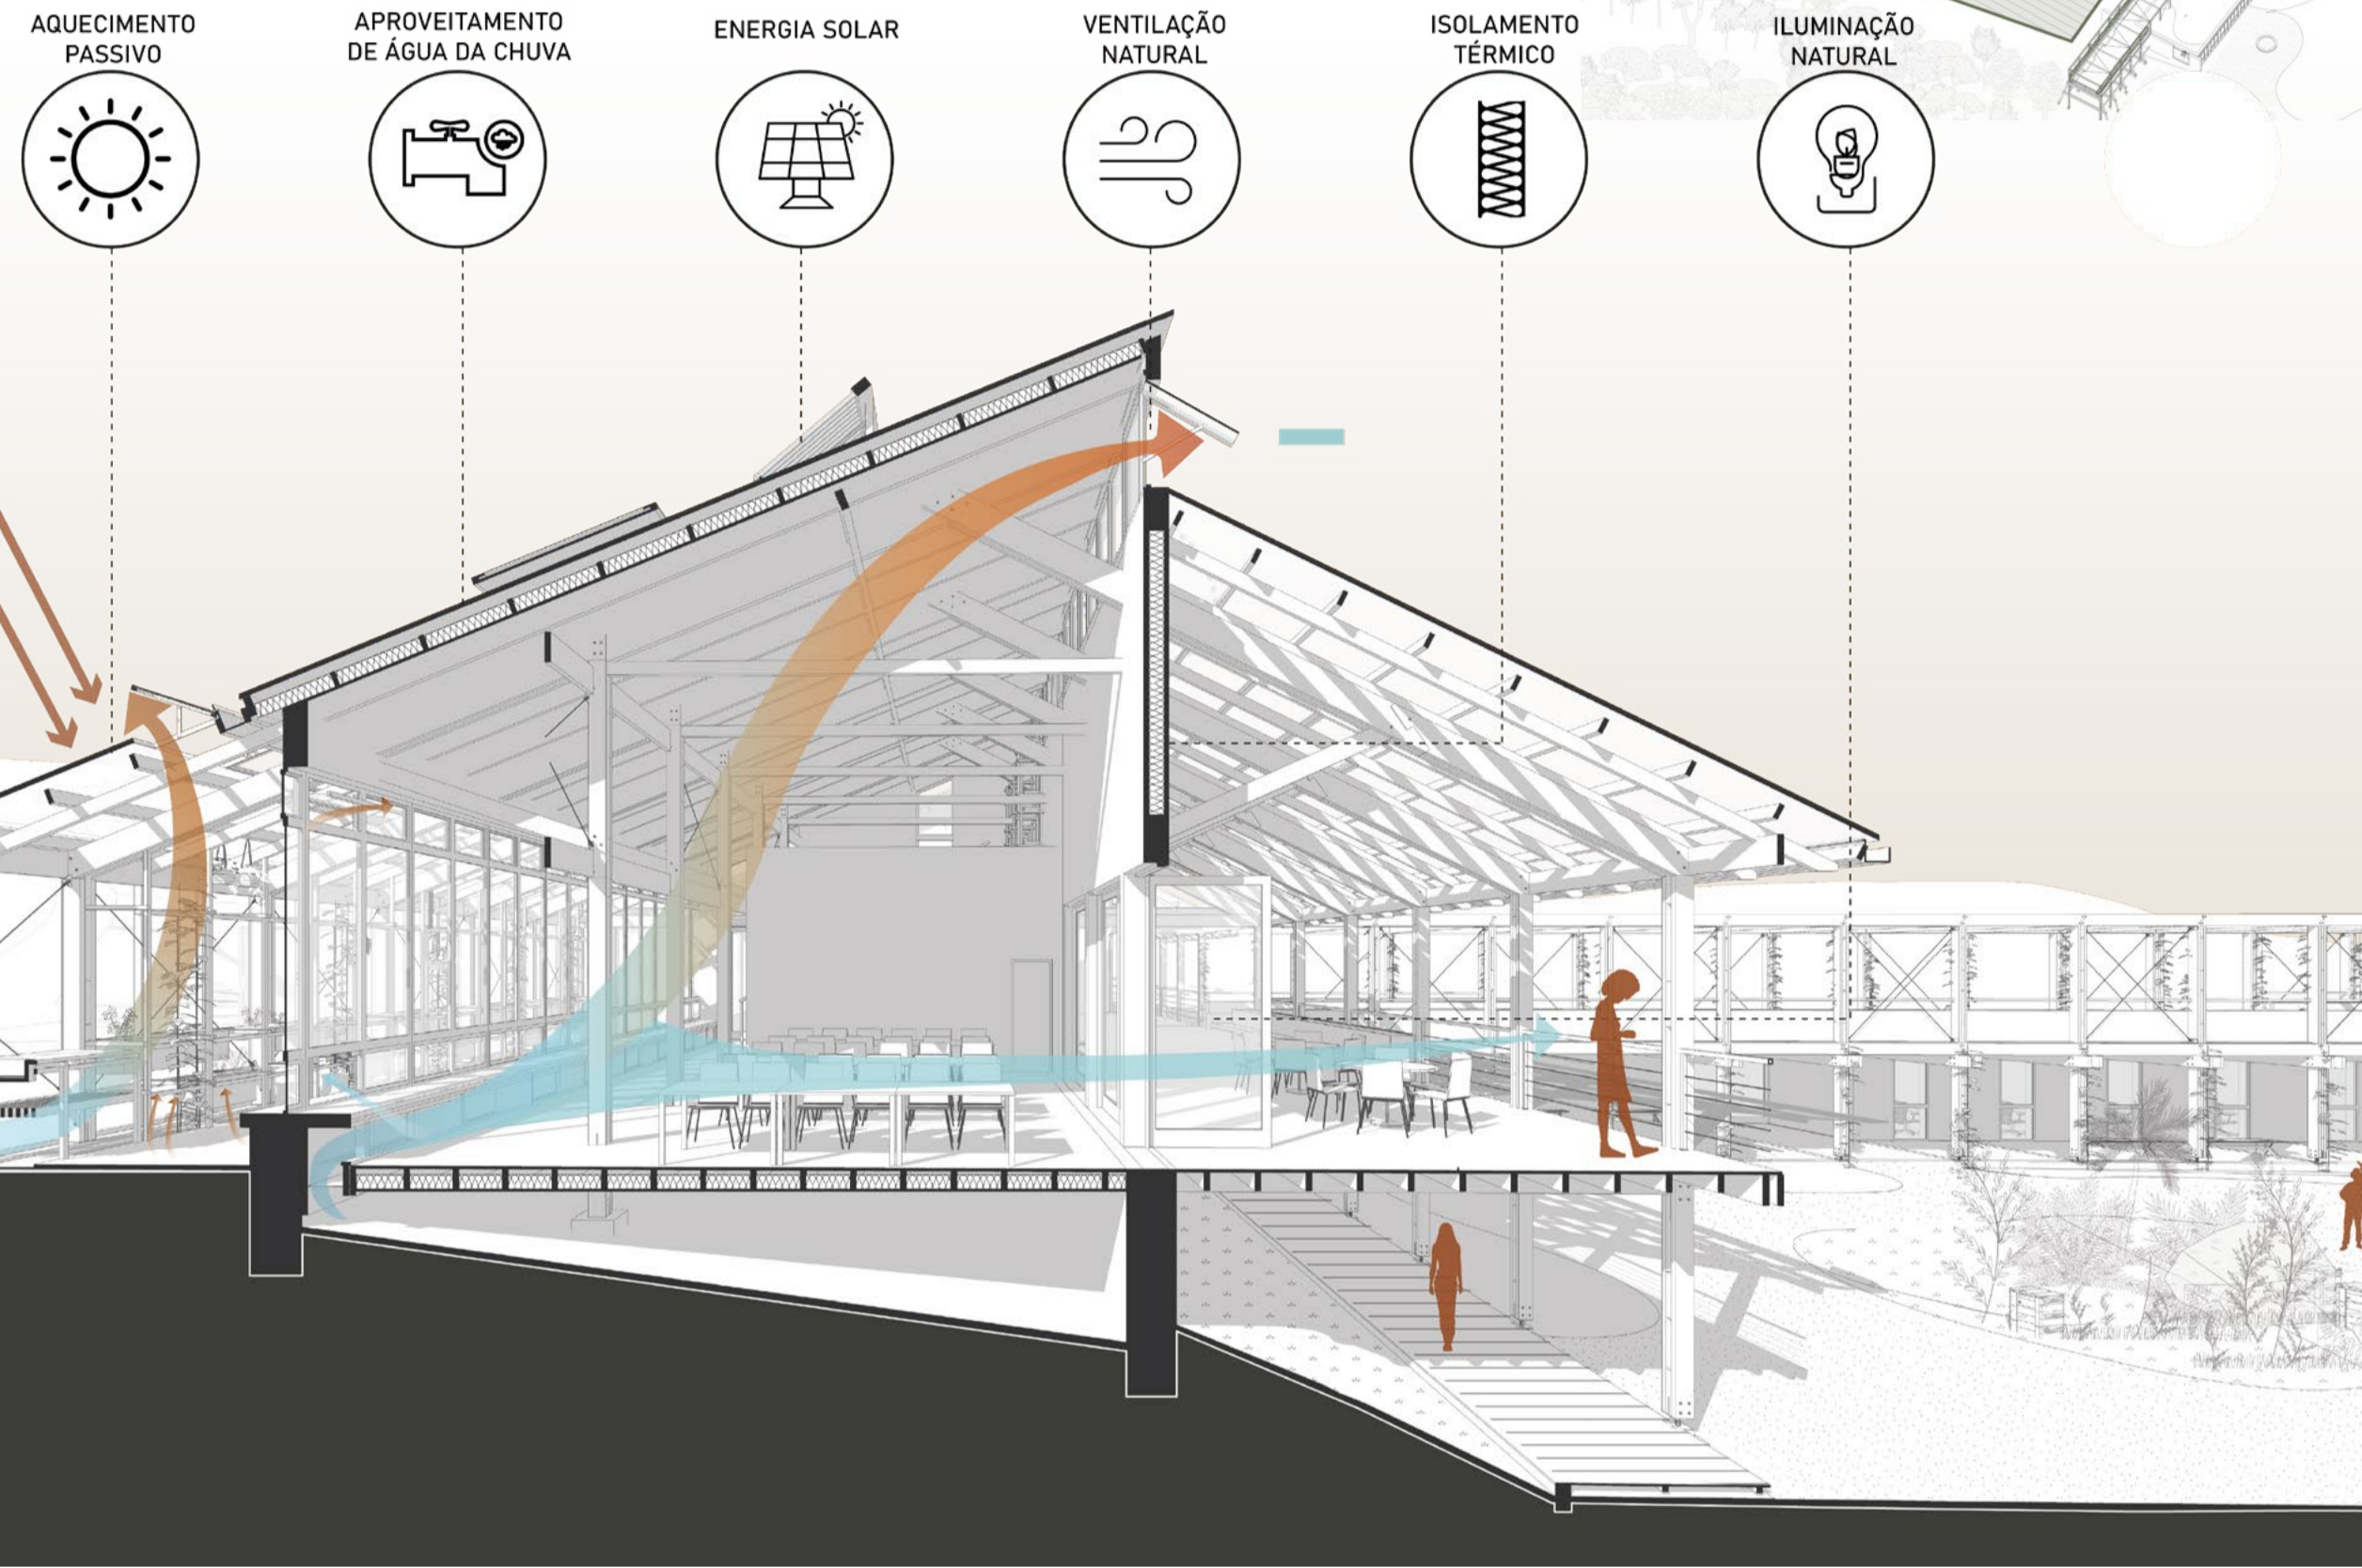 AQUECIMENTO
PASSIVO
APROVEITAMENTO
DE ÁGUA DA CHUVA
ENERGIA SOLAR
VENTILAÇÃO
NATURAL
ISOLAMENTO
TÉRMICO
ILUMINAÇÃO
NATURAL